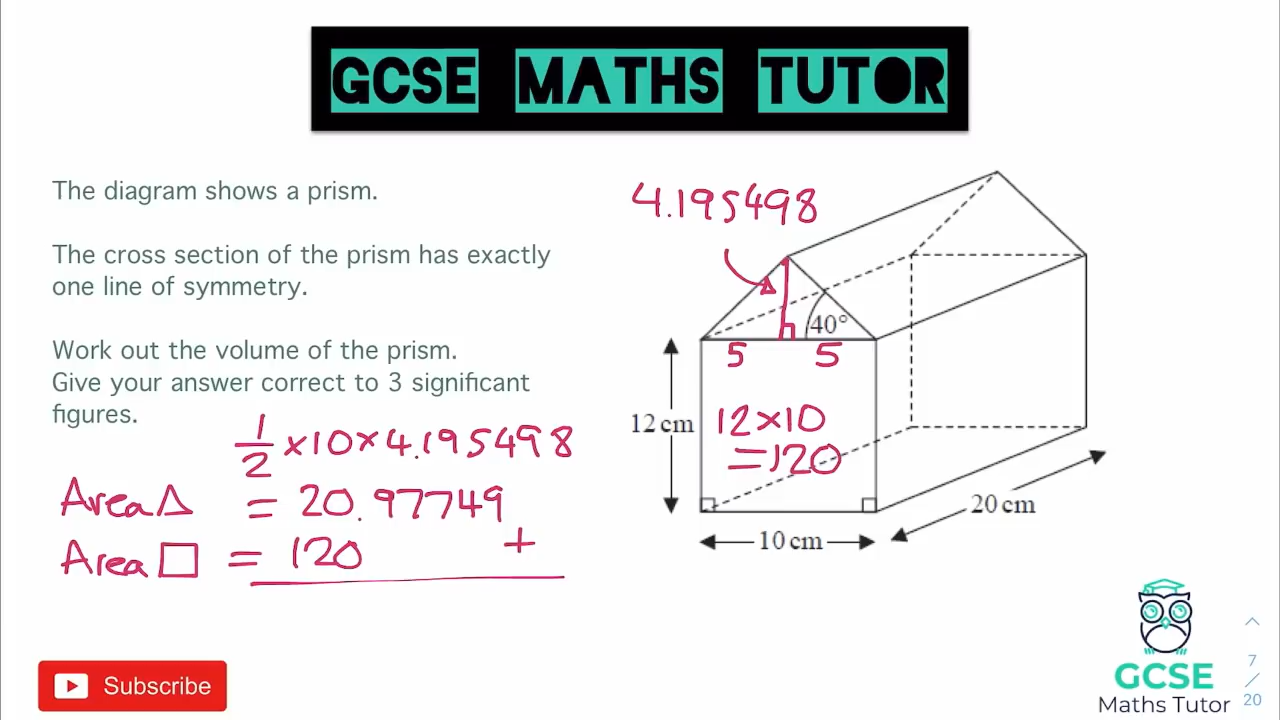 GCSE MATHS TUTOR
The diagram shows a prism.
The cross section of the prism has exactly
one line of symmetry.
Work out the volume of the prism.
Give your answer correct to 3 significant
figures.
1/2 ×10×4.195498
Area△ = 20.97749
Area□ = 120 +
4.195498
40°
5 5
12×10
=120
12 cm
10 cm
20 cm
Subscribe
GCSE
Maths Tutor
7
/
20